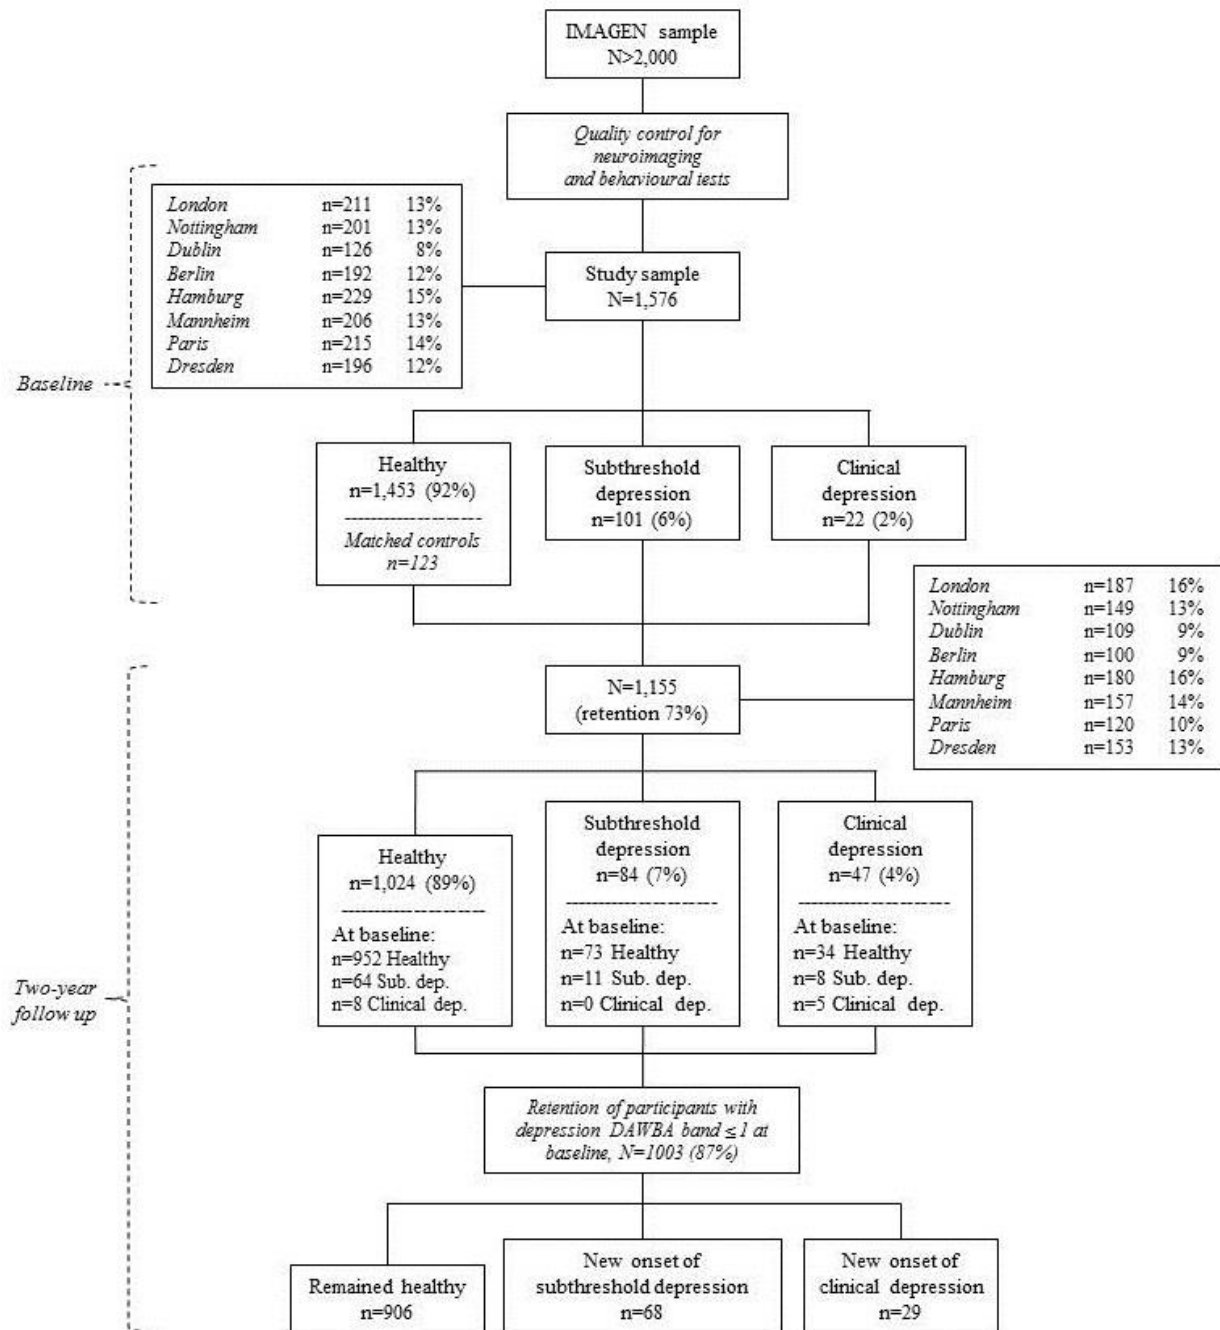 IMAGEN sample
N>2,000
Quality control for
neuroimaging
and behavioural tests
London n=211 13%
Nottingham n=201 13%
Dublin n=126 8%
Berlin n=192 12%
Hamburg n=229 15%
Mannheim n=206 13%
Paris n=215 14%
Dresden n=196 12%
Study sample
N=1,576
Baseline
Healthy
n=1,453 (92%)
Matched controls
n=123
Subthreshold
depression
n=101 (6%)
Clinical
depression
n=22 (2%)
London n=187 16%
Nottingham n=149 13%
Dublin n=109 9%
Berlin n=100 9%
Hamburg n=180 16%
Mannheim n=157 14%
Paris n=120 10%
Dresden n=153 13%
N=1,155
(retention 73%)
Two-year
follow up
Healthy
n=1,024 (89%)
At baseline:
n=952 Healthy
n=64 Sub. dep.
n=8 Clinical dep.
Subthreshold
depression
n=84 (7%)
At baseline:
n=73 Healthy
n=11 Sub. dep.
n=0 Clinical dep.
Clinical
depression
n=47 (4%)
At baseline:
n=34 Healthy
n=8 Sub. dep.
n=5 Clinical dep.
Retention of participants with
depression DAWBA band ≤ 1 at
baseline, N=1003 (87%)
Remained healthy
n=906
New onset of
subthreshold depression
n=68
New onset of
clinical depression
n=29